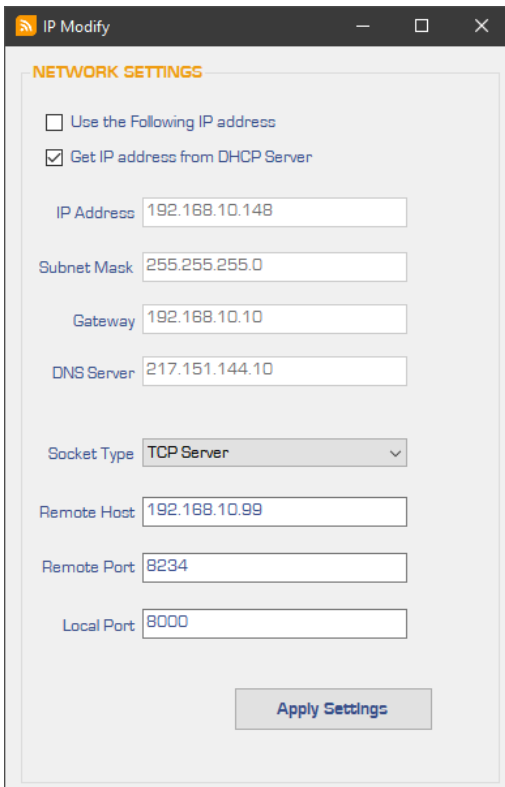 IP Modify
NETWORK SETTINGS
Use the Following IP address
Get IP address from DHCP Server
IP Address 192.168.10.148
Subnet Mask 255.255.255.0
Gateway 192.168.10.10
DNS Server 217.151.144.10
Socket Type TCP Server
Remote Host 192.168.10.99
Remote Port 8234
Local Port 8000
Apply Settings